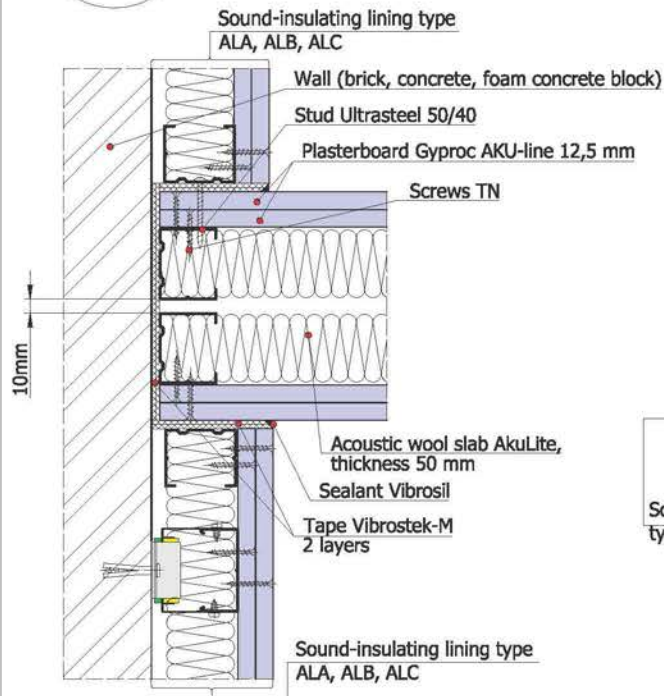 Sound-insulating lining type
ALA, ALB, ALC
Wall (brick, concrete, foam concrete block)
Stud Ultrasteel 50/40
Plasterboard Gyproc AKU-line 12,5 mm
Screws TN
10mm
Acoustic wool slab AkuLite,
thickness 50 mm
Sealant Vibrosil
Tape Vibrostek-M
2 layers
Sound-insulating lining type
ALA, ALB, ALC